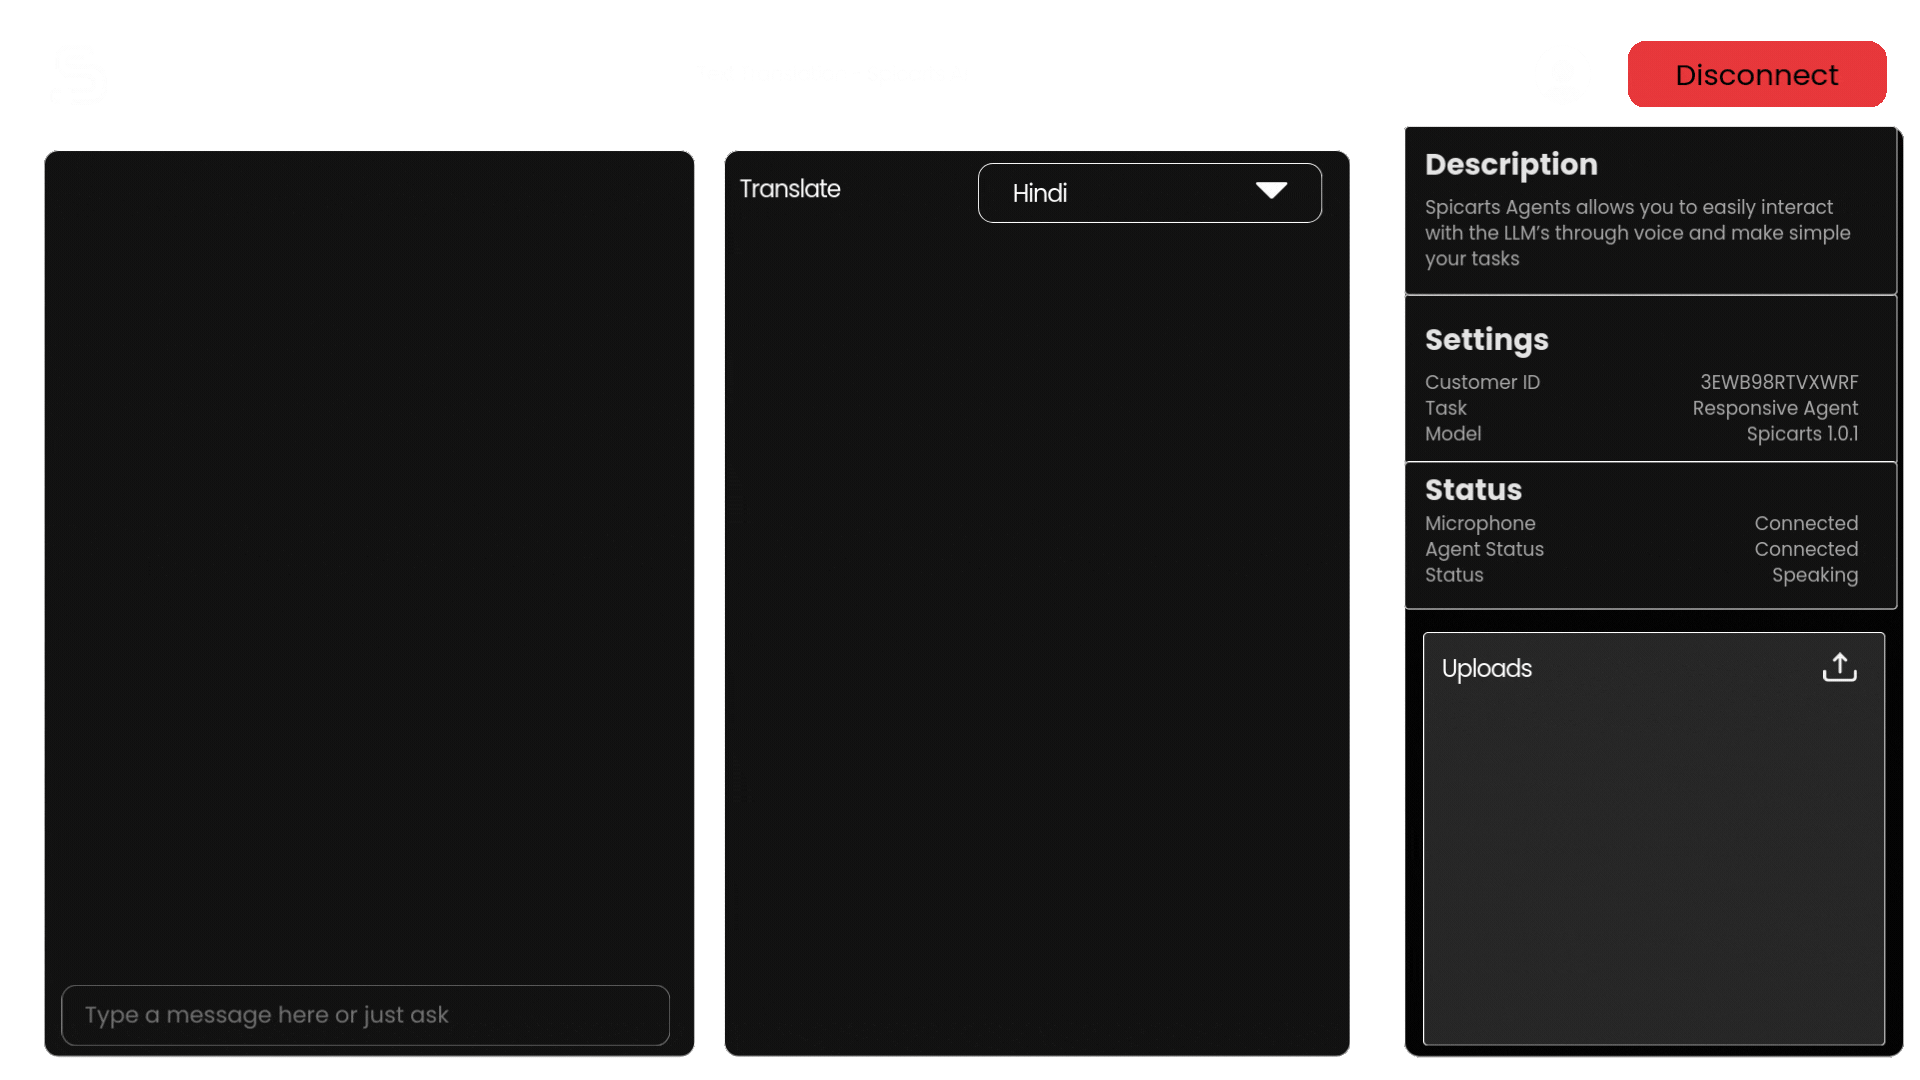 Disconnect
Type a message here or just ask
Translate
Hindi
Description
Spicarts Agents allows you to easily interact
with the LLM's through voice and make simple
your tasks
Settings
Customer ID 3EWB98RTVXWRF
Task Responsive Agent
Model Spicarts 1.0.1
Status
Microphone Connected
Agent Status Connected
Status Speaking
Uploads